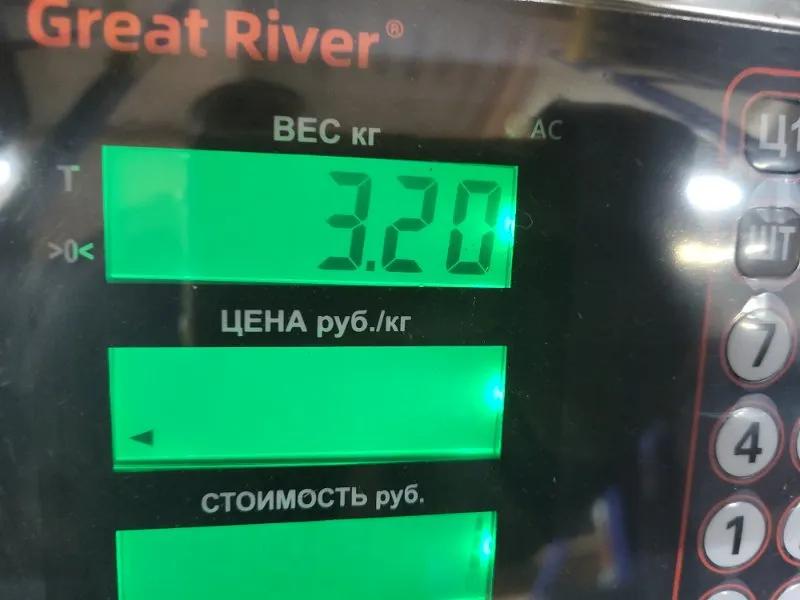 Great River®
ВЕС кг
AC
T
3.20
>0<
Ц1
ШТ
ЦЕНА руб./кг
7
4
СТОИМОСТЬ руб.
1